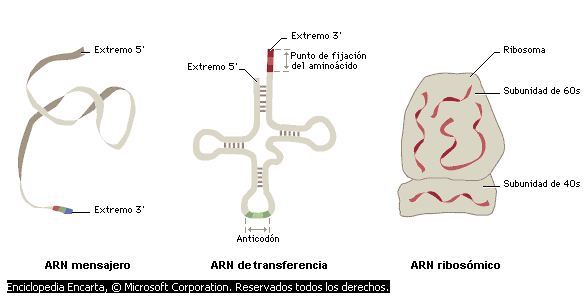 Extremo 5'
Extremo 3'
ARN mensajero
Extremo 3'
Punto de fijación
del aminoácido
Extremo 5'
Anticodón
ARN de transferencia
Ribosoma
Subunidad de 60s
Subunidad de 40s
ARN ribosómico
Enciclopedia Encarta, © Microsoft Corporation. Reservados todos los derechos.